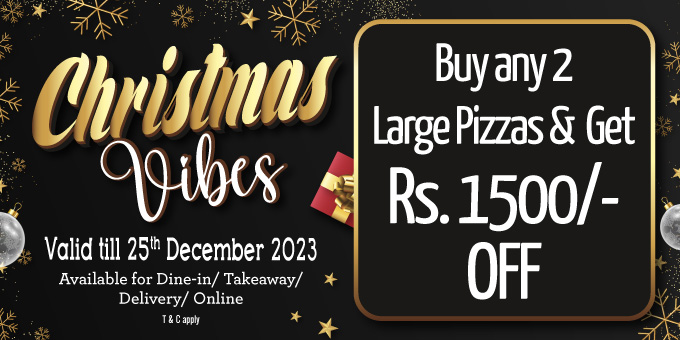 Christmas
Vibes
Valid till 25th December 2023
Available for Dine-in/ Takeaway/
Delivery/ Online
T & C apply
Buy any 2
Large Pizzas & Get
Rs. 1500/-
OFF